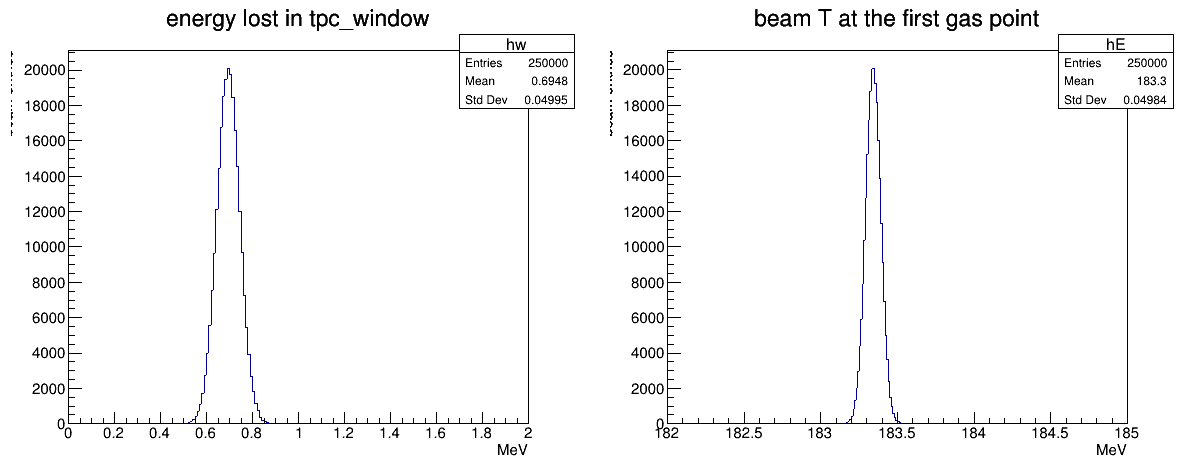 energy lost in tpc_window
hw
Entries 250000
Mean 0.6948
Std Dev 0.04995
20000
18000
16000
14000
12000
10000
8000
6000
4000
2000
0
0 0.2 0.4 0.6 0.8 1 1.2 1.4 1.6 1.8 2
MeV
beam T at the first gas point
hE
Entries 250000
Mean 183.3
Std Dev 0.04984
20000
18000
16000
14000
12000
10000
8000
6000
4000
2000
0
182 182.5 183 183.5 184 184.5 185
MeV